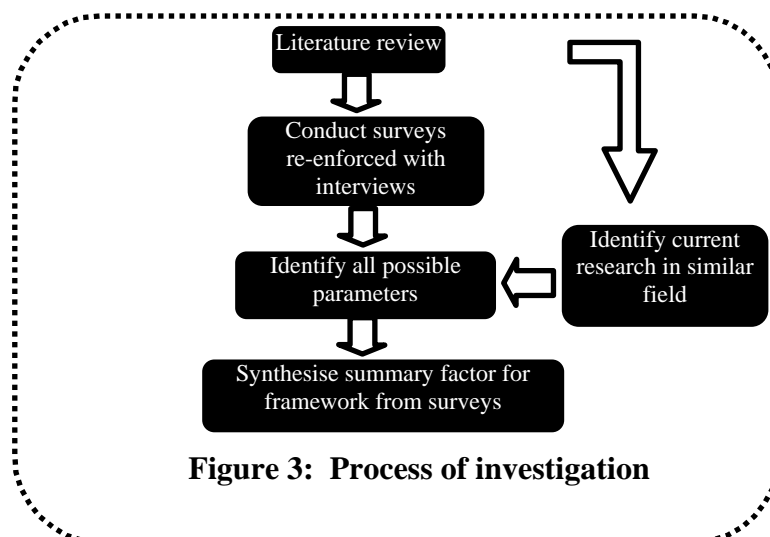 Literature review
Conduct surveys
re-enforced with
interviews
Identify all possible
parameters
Identify current
research in similar
field
Synthesise summary factor for
framework from surveys
Figure 3:  Process of investigation